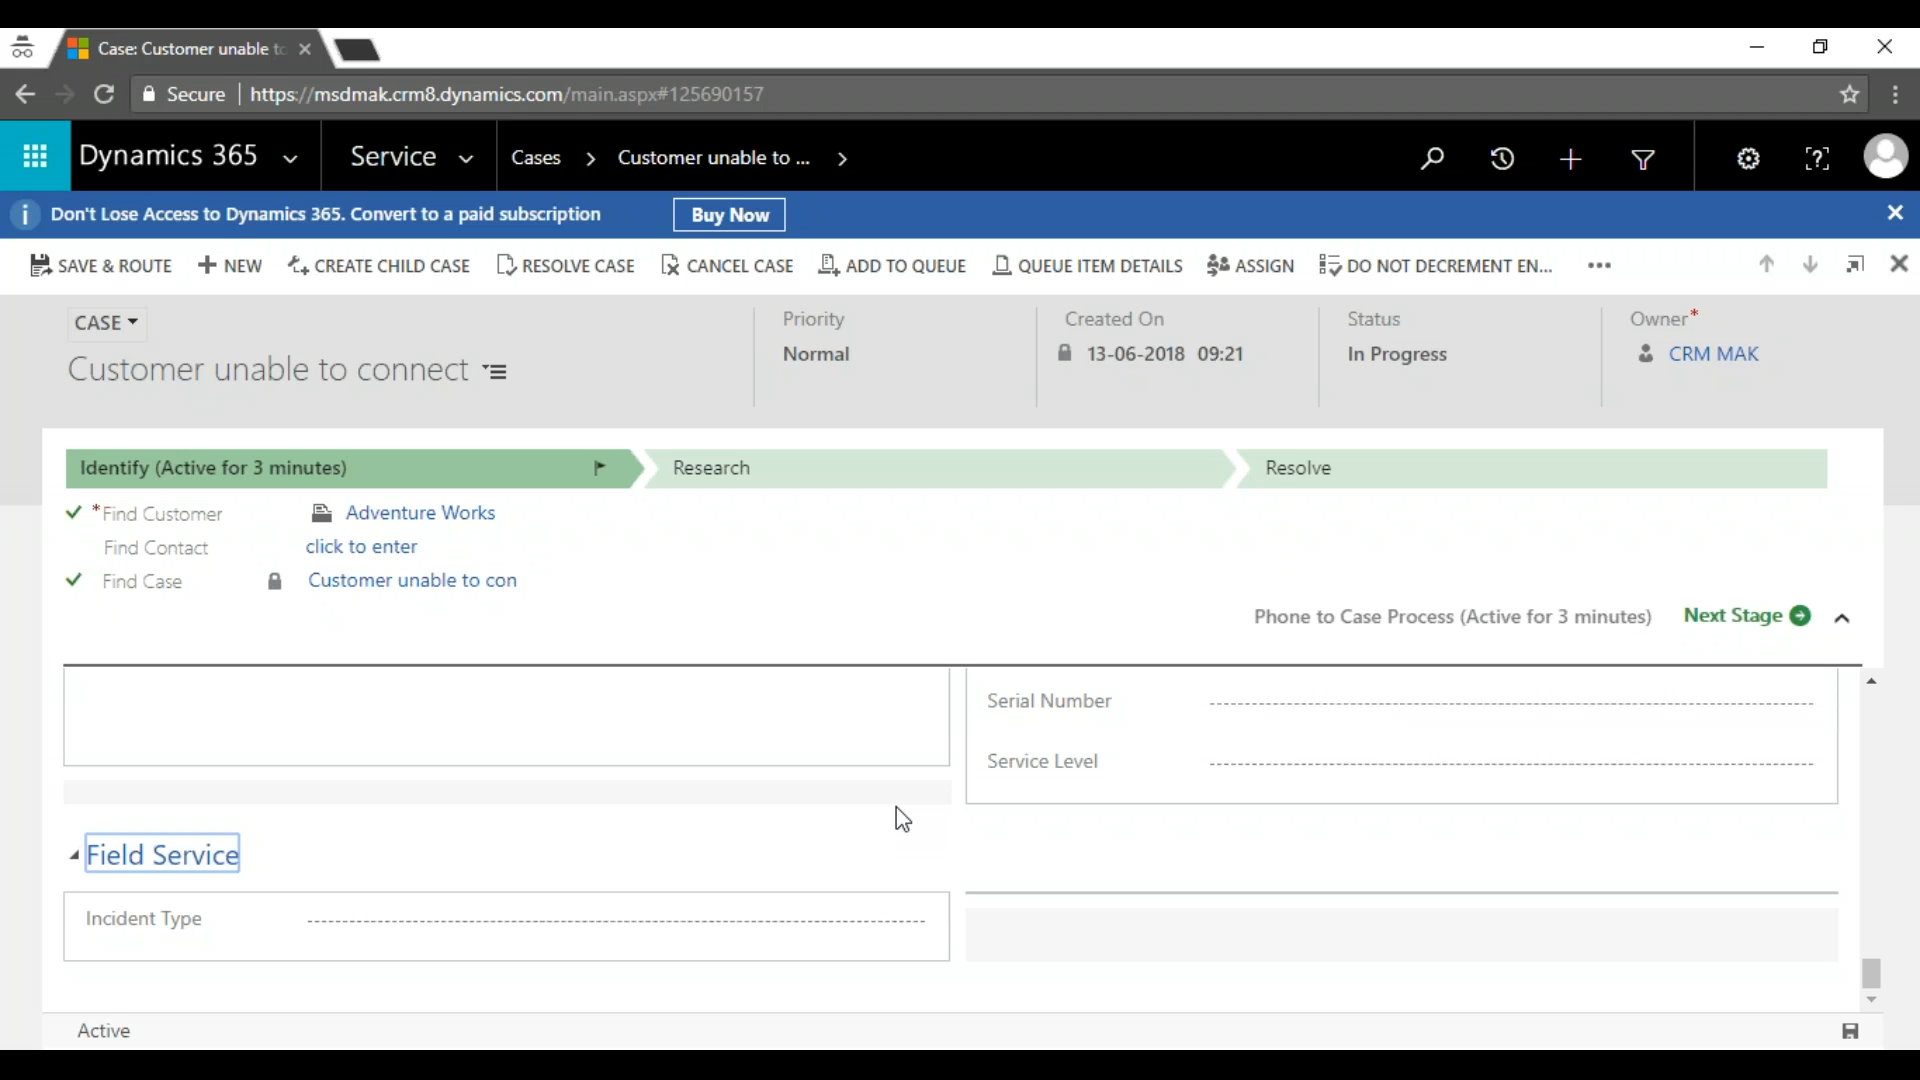 Case: Customer unable to
Secure | https://msdmak.crm8.dynamics.com/main.aspx#125690157
Dynamics 365 Service Cases > Customer unable to ... >
Don't Lose Access to Dynamics 365. Convert to a paid subscription Buy Now
SAVE & ROUTE NEW CREATE CHILD CASE RESOLVE CASE CANCEL CASE ADD TO QUEUE QUEUE ITEM DETAILS ASSIGN DO NOT DECREMENT EN... •••
CASE
Customer unable to connect
Priority
Normal
Created On
13-06-2018 09:21
Status
In Progress
Owner*
CRM MAK
Identify (Active for 3 minutes) Research Resolve
*Find Customer Adventure Works
Find Contact click to enter
Find Case Customer unable to con
Phone to Case Process (Active for 3 minutes) Next Stage
Serial Number
Service Level
Field Service
Incident Type
Active